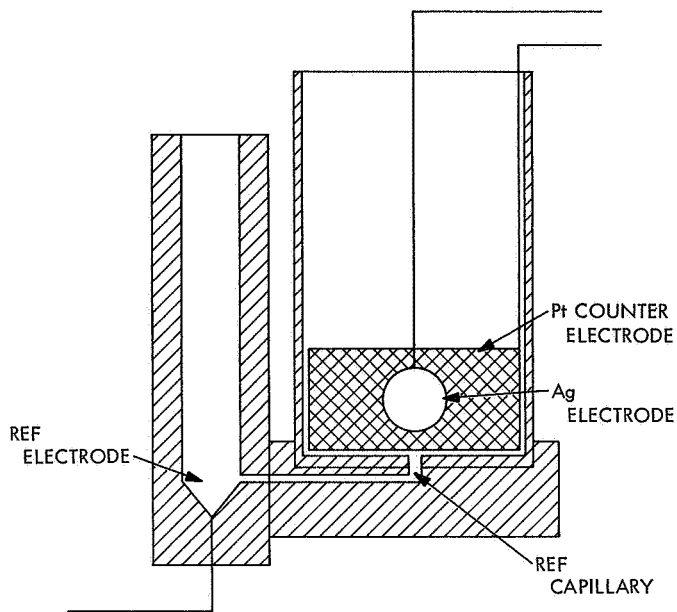 Pt COUNTER
ELECTRODE
Ag
ELECTRODE
REF
ELECTRODE
REF
CAPILLARY